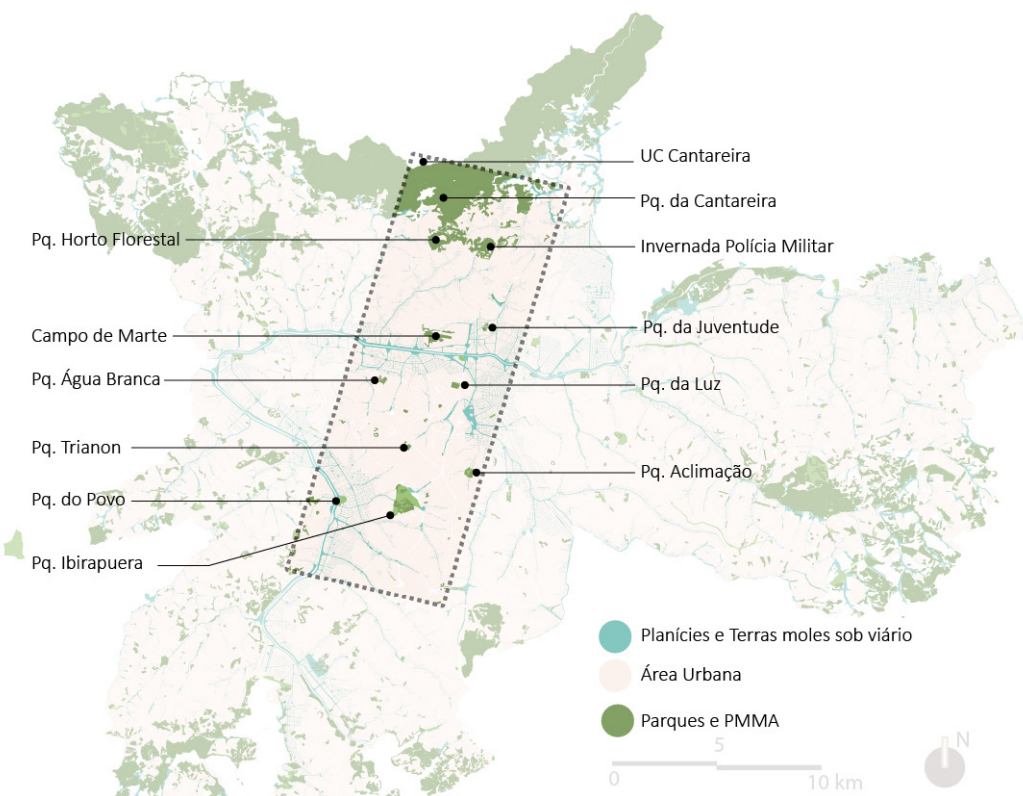 UC Cantareira
Pq. da Cantareira
Pq. Horto Florestal
Invernada Polícia Militar
Campo de Marte
Pq. da Juventude
Pq. Água Branca
Pq. da Luz
Pq. Trianon
Pq. Aclimação
Pq. do Povo
Pq. Ibirapuera
Planícies e Terras moles sob viário
Área Urbana
Parques e PMMA
5
0
10 km
N